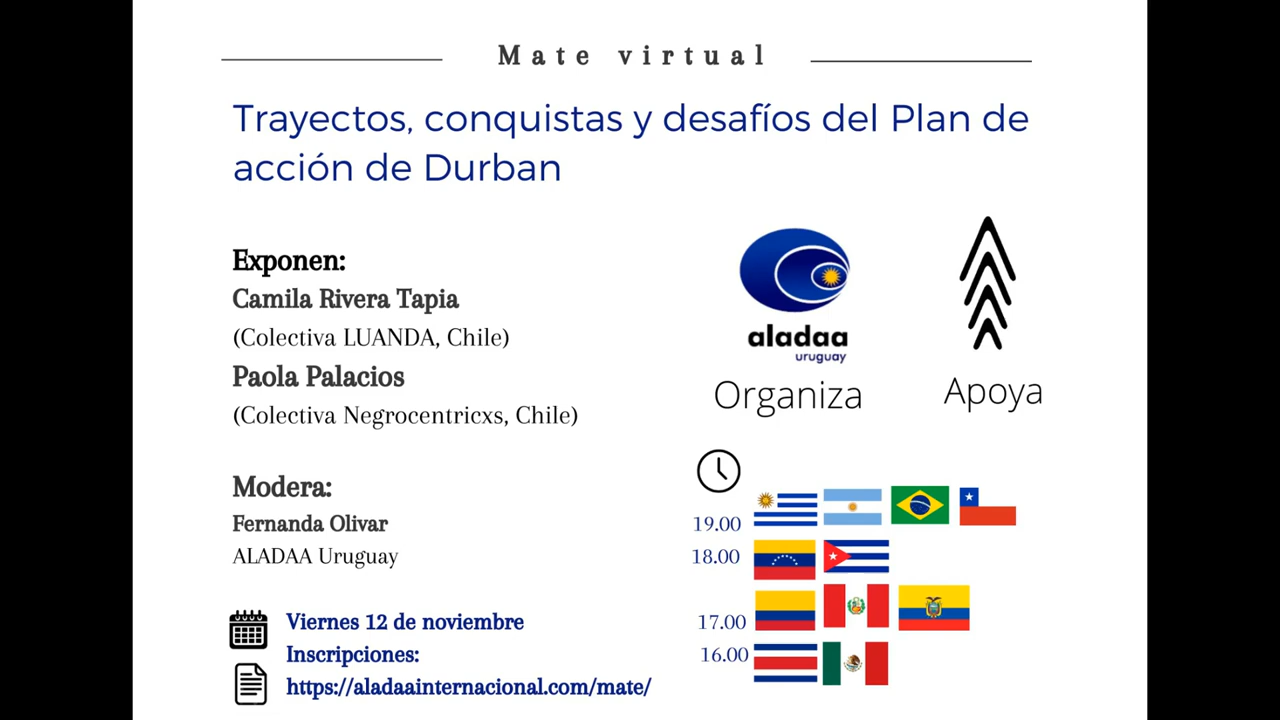 Mate virtual
Trayectos, conquistas y desafíos del Plan de
acción de Durban
Exponen:
Camila Rivera Tapia
(Colectiva LUANDA, Chile)
Paola Palacios
(Colectiva Negrocentricxs, Chile)
Modera:
Fernanda Olivar
ALADAA Uruguay
Viernes 12 de noviembre
Inscripciones:
https://aladaainternacional.com/mate/
aladaa
uruguay
Organiza
Apoya
19.00
18.00
17.00
16.00